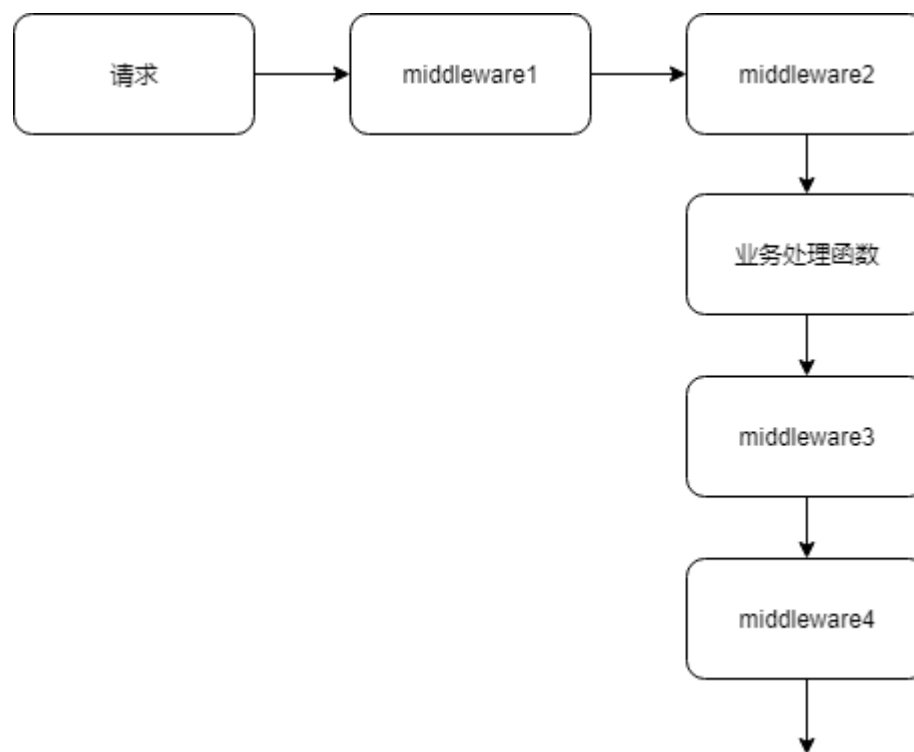 请求
middleware1
middleware2
业务处理函数
middleware3
middleware4